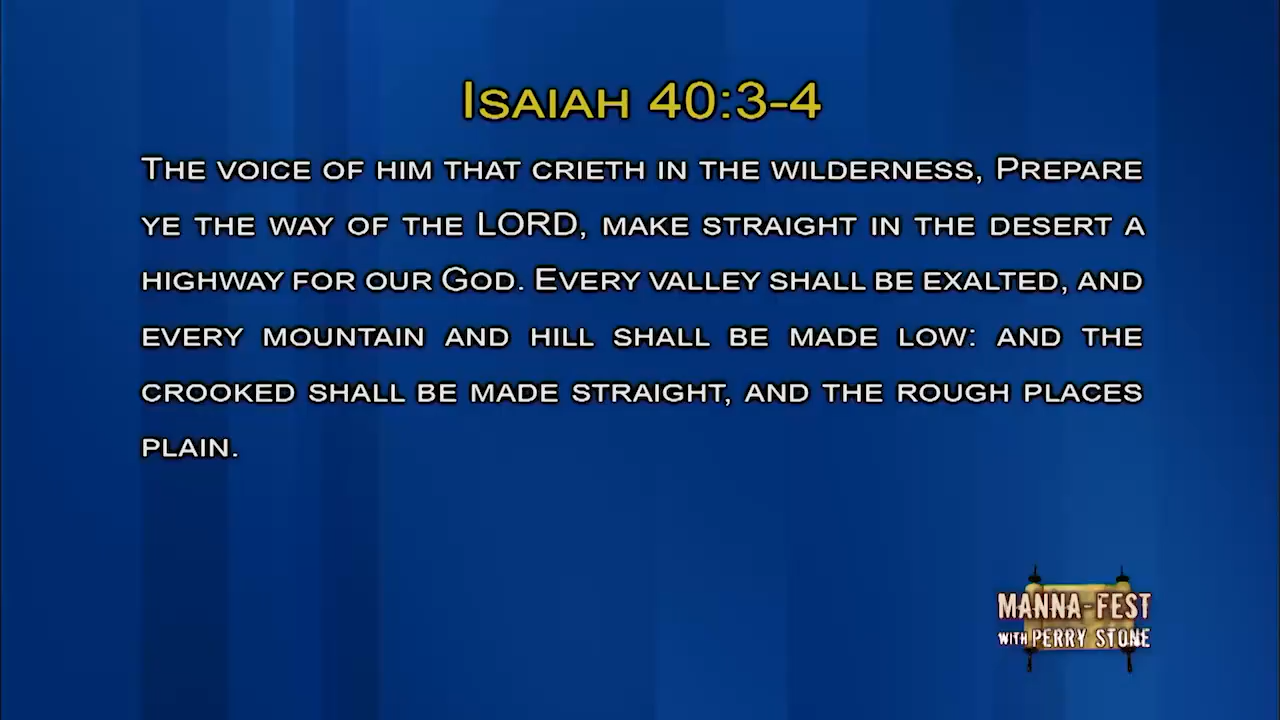 Isaiah 40:3-4
The voice of him that crieth in the wilderness, Prepare
ye the way of the LORD, make straight in the desert a
highway for our God. Every valley shall be exalted, and
every mountain and hill shall be made low: and the
crooked shall be made straight, and the rough places
plain.
MANNA-FEST
WITH PERRY STONE